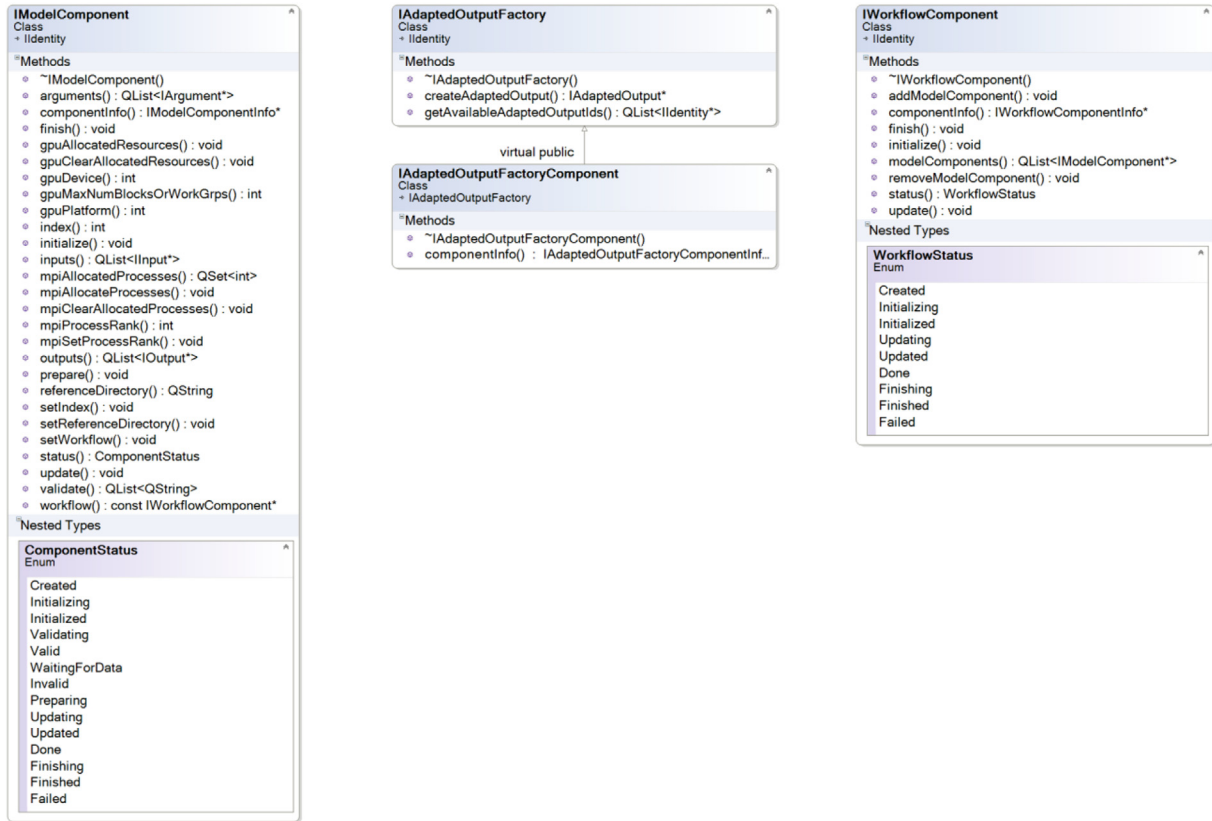 IModelComponent
Class
→ IIdentity
Methods
~IModelComponent()
arguments() : QList<IArgument*>
componentInfo() : IModelComponentInfo*
finish() : void
gpuAllocatedResources() : void
gpuClearAllocatedResources() : void
gpuDevice() : int
gpuMaxNumBlocksOrWorkGrps() : int
gpuPlatform() : int
index() : int
initialize() : void
inputs() : QList<IInput*>
mpiAllocatedProcesses() : QSet<int>
mpiAllocateProcesses() : void
mpiClearAllocatedProcesses() : void
mpiProcessRank() : int
mpiSetProcessRank() : void
outputs() : QList<IOutput*>
prepare() : void
referenceDirectory() : QString
setIndex() : void
setReferenceDirectory() : void
setWorkflow() : void
status() : ComponentStatus
update() : void
validate() : QList<QString>
workflow() : const IWorkflowComponent*
Nested Types
ComponentStatus
Enum
Created
Initializing
Initialized
Validating
Valid
WaitingForData
Invalid
Preparing
Updating
Updated
Done
Finishing
Finished
Failed
IAdaptedOutputFactory
Class
→ IIdentity
Methods
~IAdaptedOutputFactory()
createAdaptedOutput() : IAdaptedOutput*
getAvailableAdaptedOutputIds() : QList<IIdentity*>
virtual public
IAdaptedOutputFactoryComponent
Class
→ IAdaptedOutputFactory
Methods
~IAdaptedOutputFactoryComponent()
componentInfo() : IAdaptedOutputFactoryComponentInf...
IWorkflowComponent
Class
→ IIdentity
Methods
~IWorkflowComponent()
addModelComponent() : void
componentInfo() : IWorkflowComponentInfo*
finish() : void
initialize() : void
modelComponents() : QList<IModelComponent*>
removeModelComponent() : void
status() : WorkflowStatus
update() : void
Nested Types
WorkflowStatus
Enum
Created
Initializing
Initialized
Updating
Updated
Done
Finishing
Finished
Failed